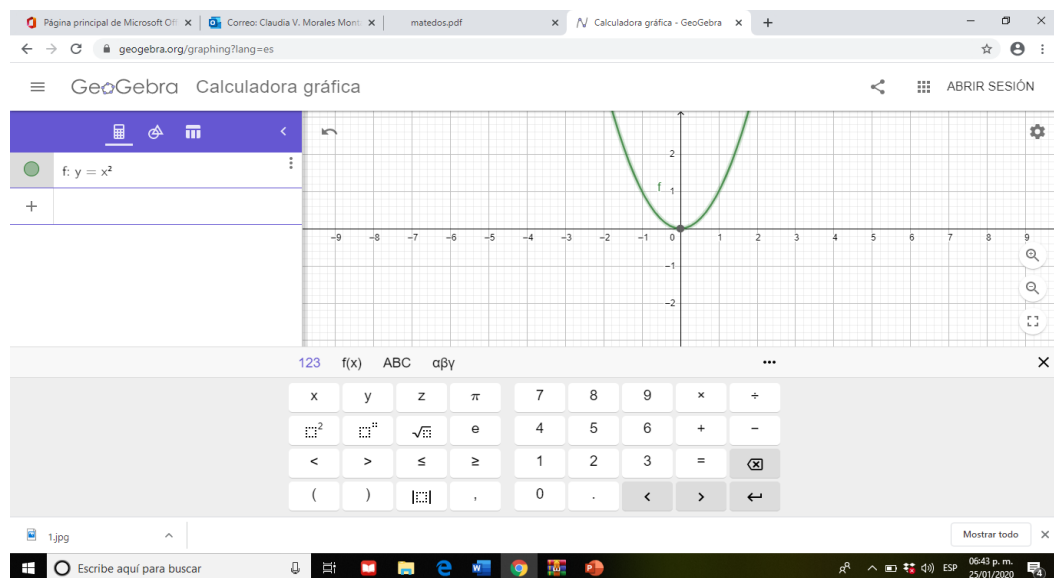 Página principal de Microsoft Off
Correo: Claudia V. Morales Mont
matedos.pdf
Calculadora gráfica - GeoGebra
geogebra.org/graphing?lang=es
GeoGebra Calculadora gráfica
ABRIR SESIÓN
f: y = x²
f
2
1
-9 -8 -7 -6 -5 -4 -3 -2 -1 0 1 2 3 4 5 6 7 8 9
-1
-2
123 f(x) ABC αβγ
x y z π 7 8 9 × ÷
□² □□ √□ e 4 5 6 + −
< > ≤ ≥ 1 2 3 =
( ) |□| , 0 . < >
1.jpg
Mostrar todo
Escribe aquí para buscar
ESP
06:43 p. m.
25/01/2020
4